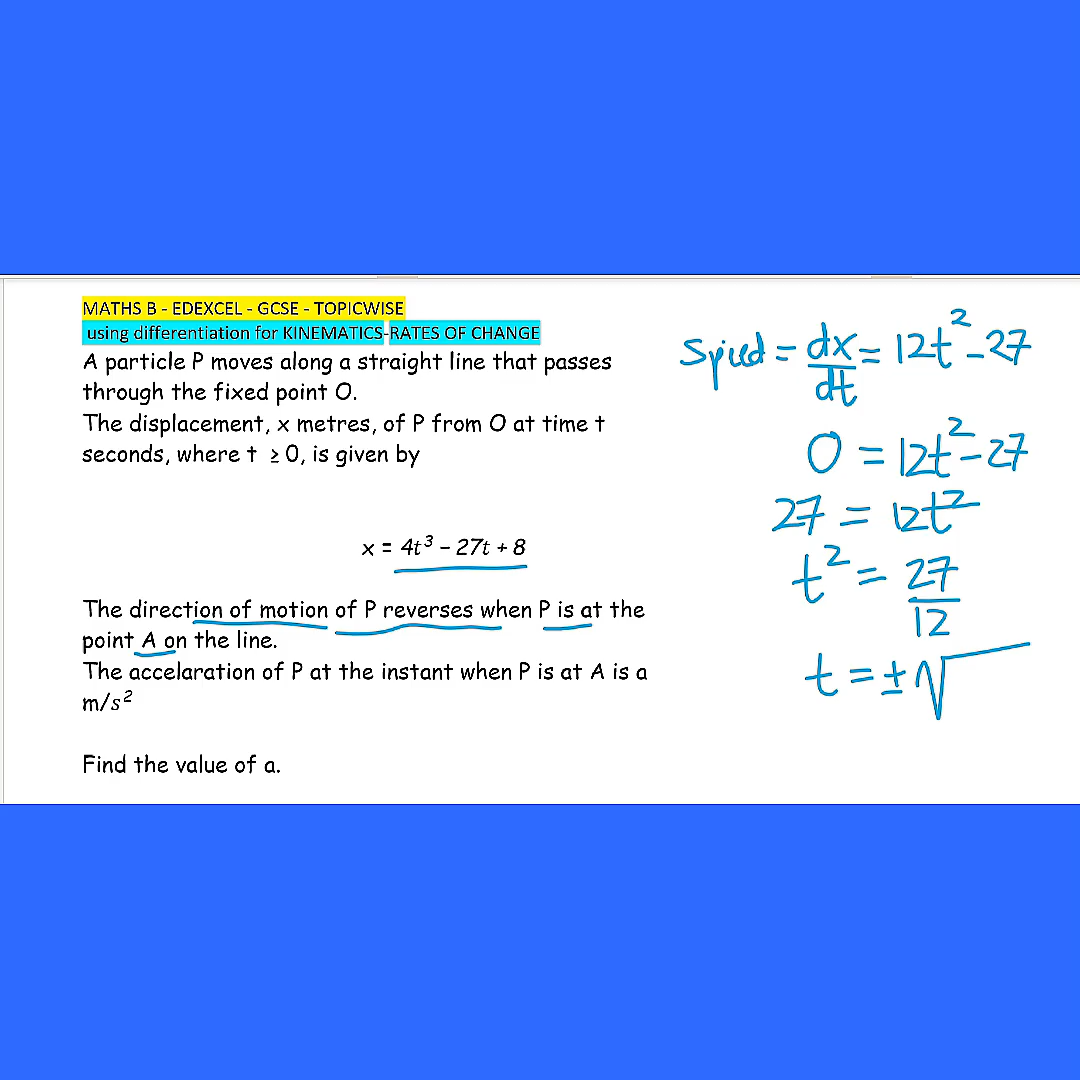 MATHS B - EDEXCEL - GCSE - TOPICWISE
using differentiation for KINEMATICS-RATES OF CHANGE
A particle P moves along a straight line that passes
through the fixed point O.
The displacement, x metres, of P from O at time t
seconds, where t ≥ 0, is given by
x = 4t³ – 27t + 8
The direction of motion of P reverses when P is at the
point A on the line.
The accelaration of P at the instant when P is at A is a
m/s²
Find the value of a.
Speed = dx/dt = 12t² - 27
0 = 12t² - 27
27 = 12t²
t² = 27/12
t = ±√